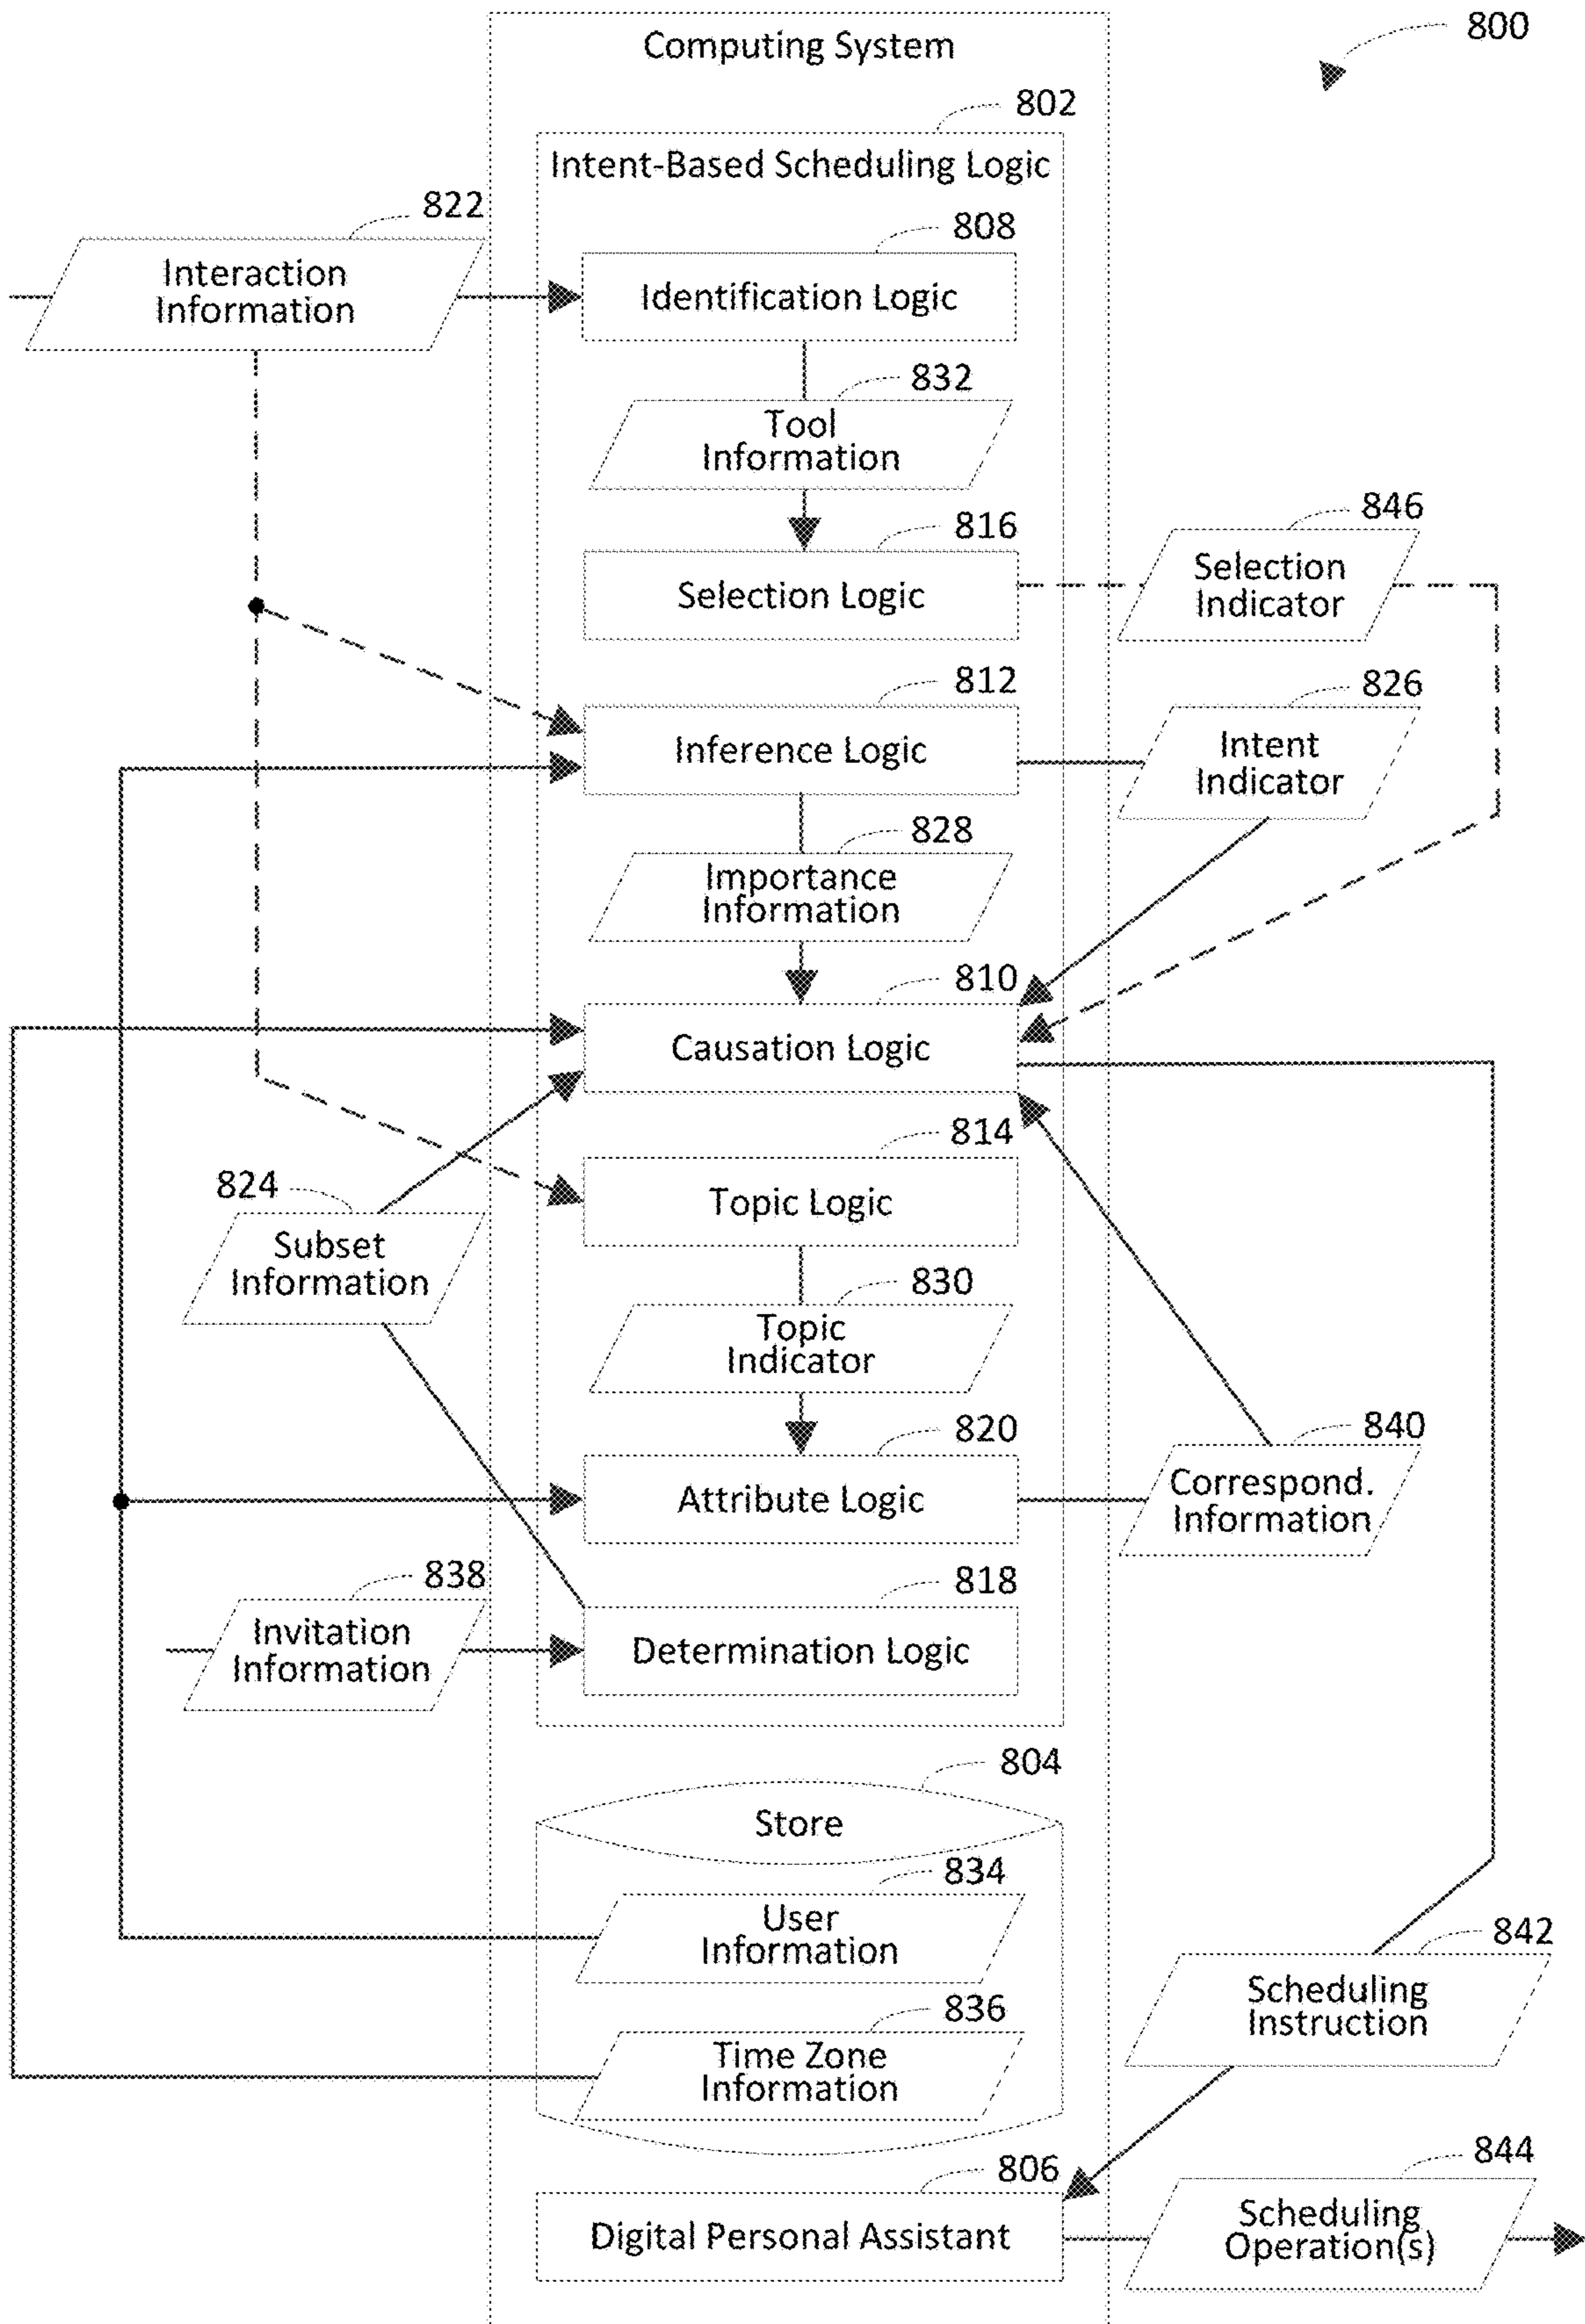 800
Computing System
802
Intent-Based Scheduling Logic
822
Interaction
Information
808
Identification Logic
832
Tool
Information
816
Selection Logic
846
Selection
Indicator
812
Inference Logic
826
Intent
Indicator
828
Importance
Information
810
Causation Logic
814
Topic Logic
824
Subset
Information
830
Topic
Indicator
820
Attribute Logic
840
Correspond.
Information
838
Invitation
Information
818
Determination Logic
804
Store
834
User
Information
836
Time Zone
Information
842
Scheduling
Instruction
806
Digital Personal Assistant
844
Scheduling
Operation(s)